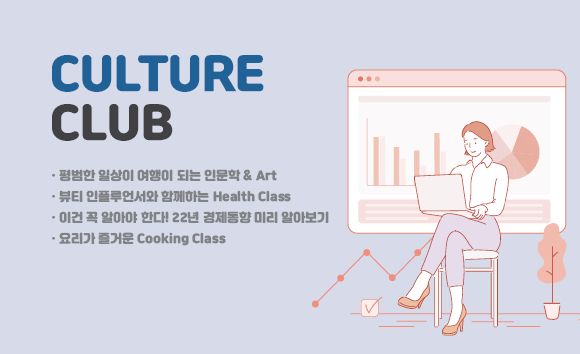 CULTURE
CLUB
· 평범한 일상이 여행이 되는 인문학 & Art
· 뷰티 인플루언서와 함께하는 Health Class
· 이건 꼭 알아야 한다! 22년 경제동향 미리 알아보기
· 요리가 즐거운 Cooking Class